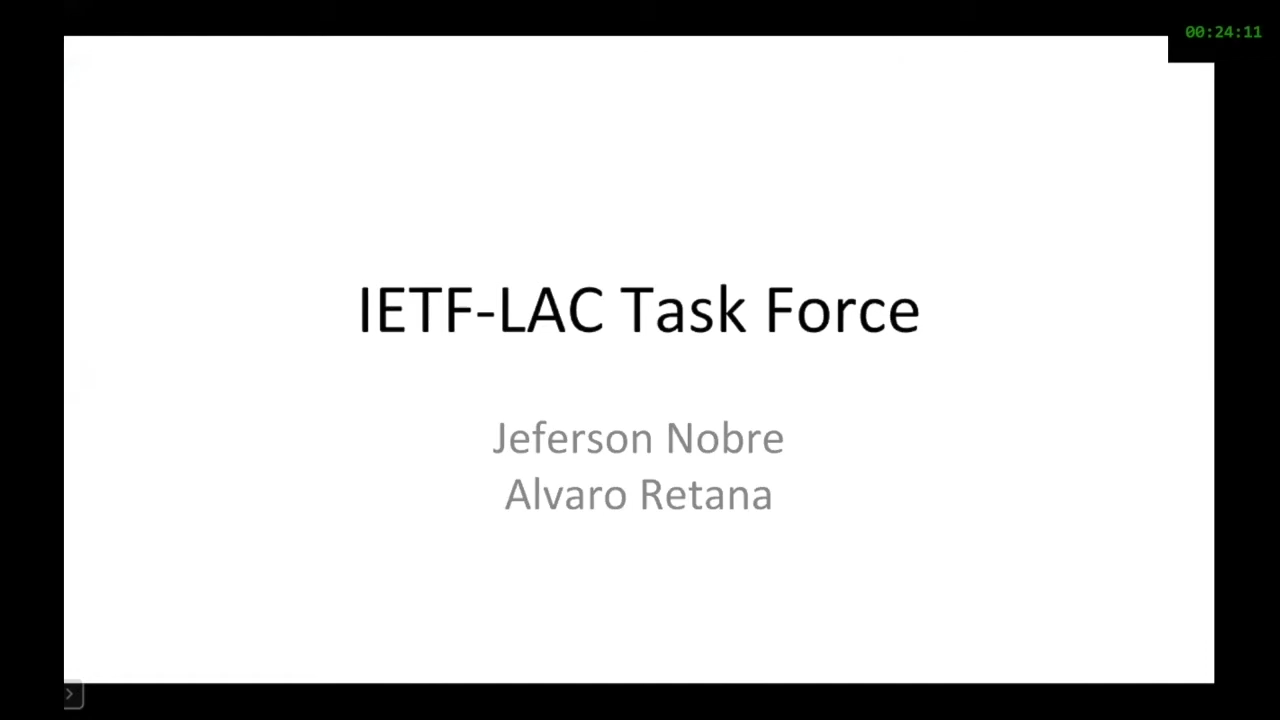 00:24:11
IETF-LAC Task Force
Jeferson Nobre
Alvaro Retana